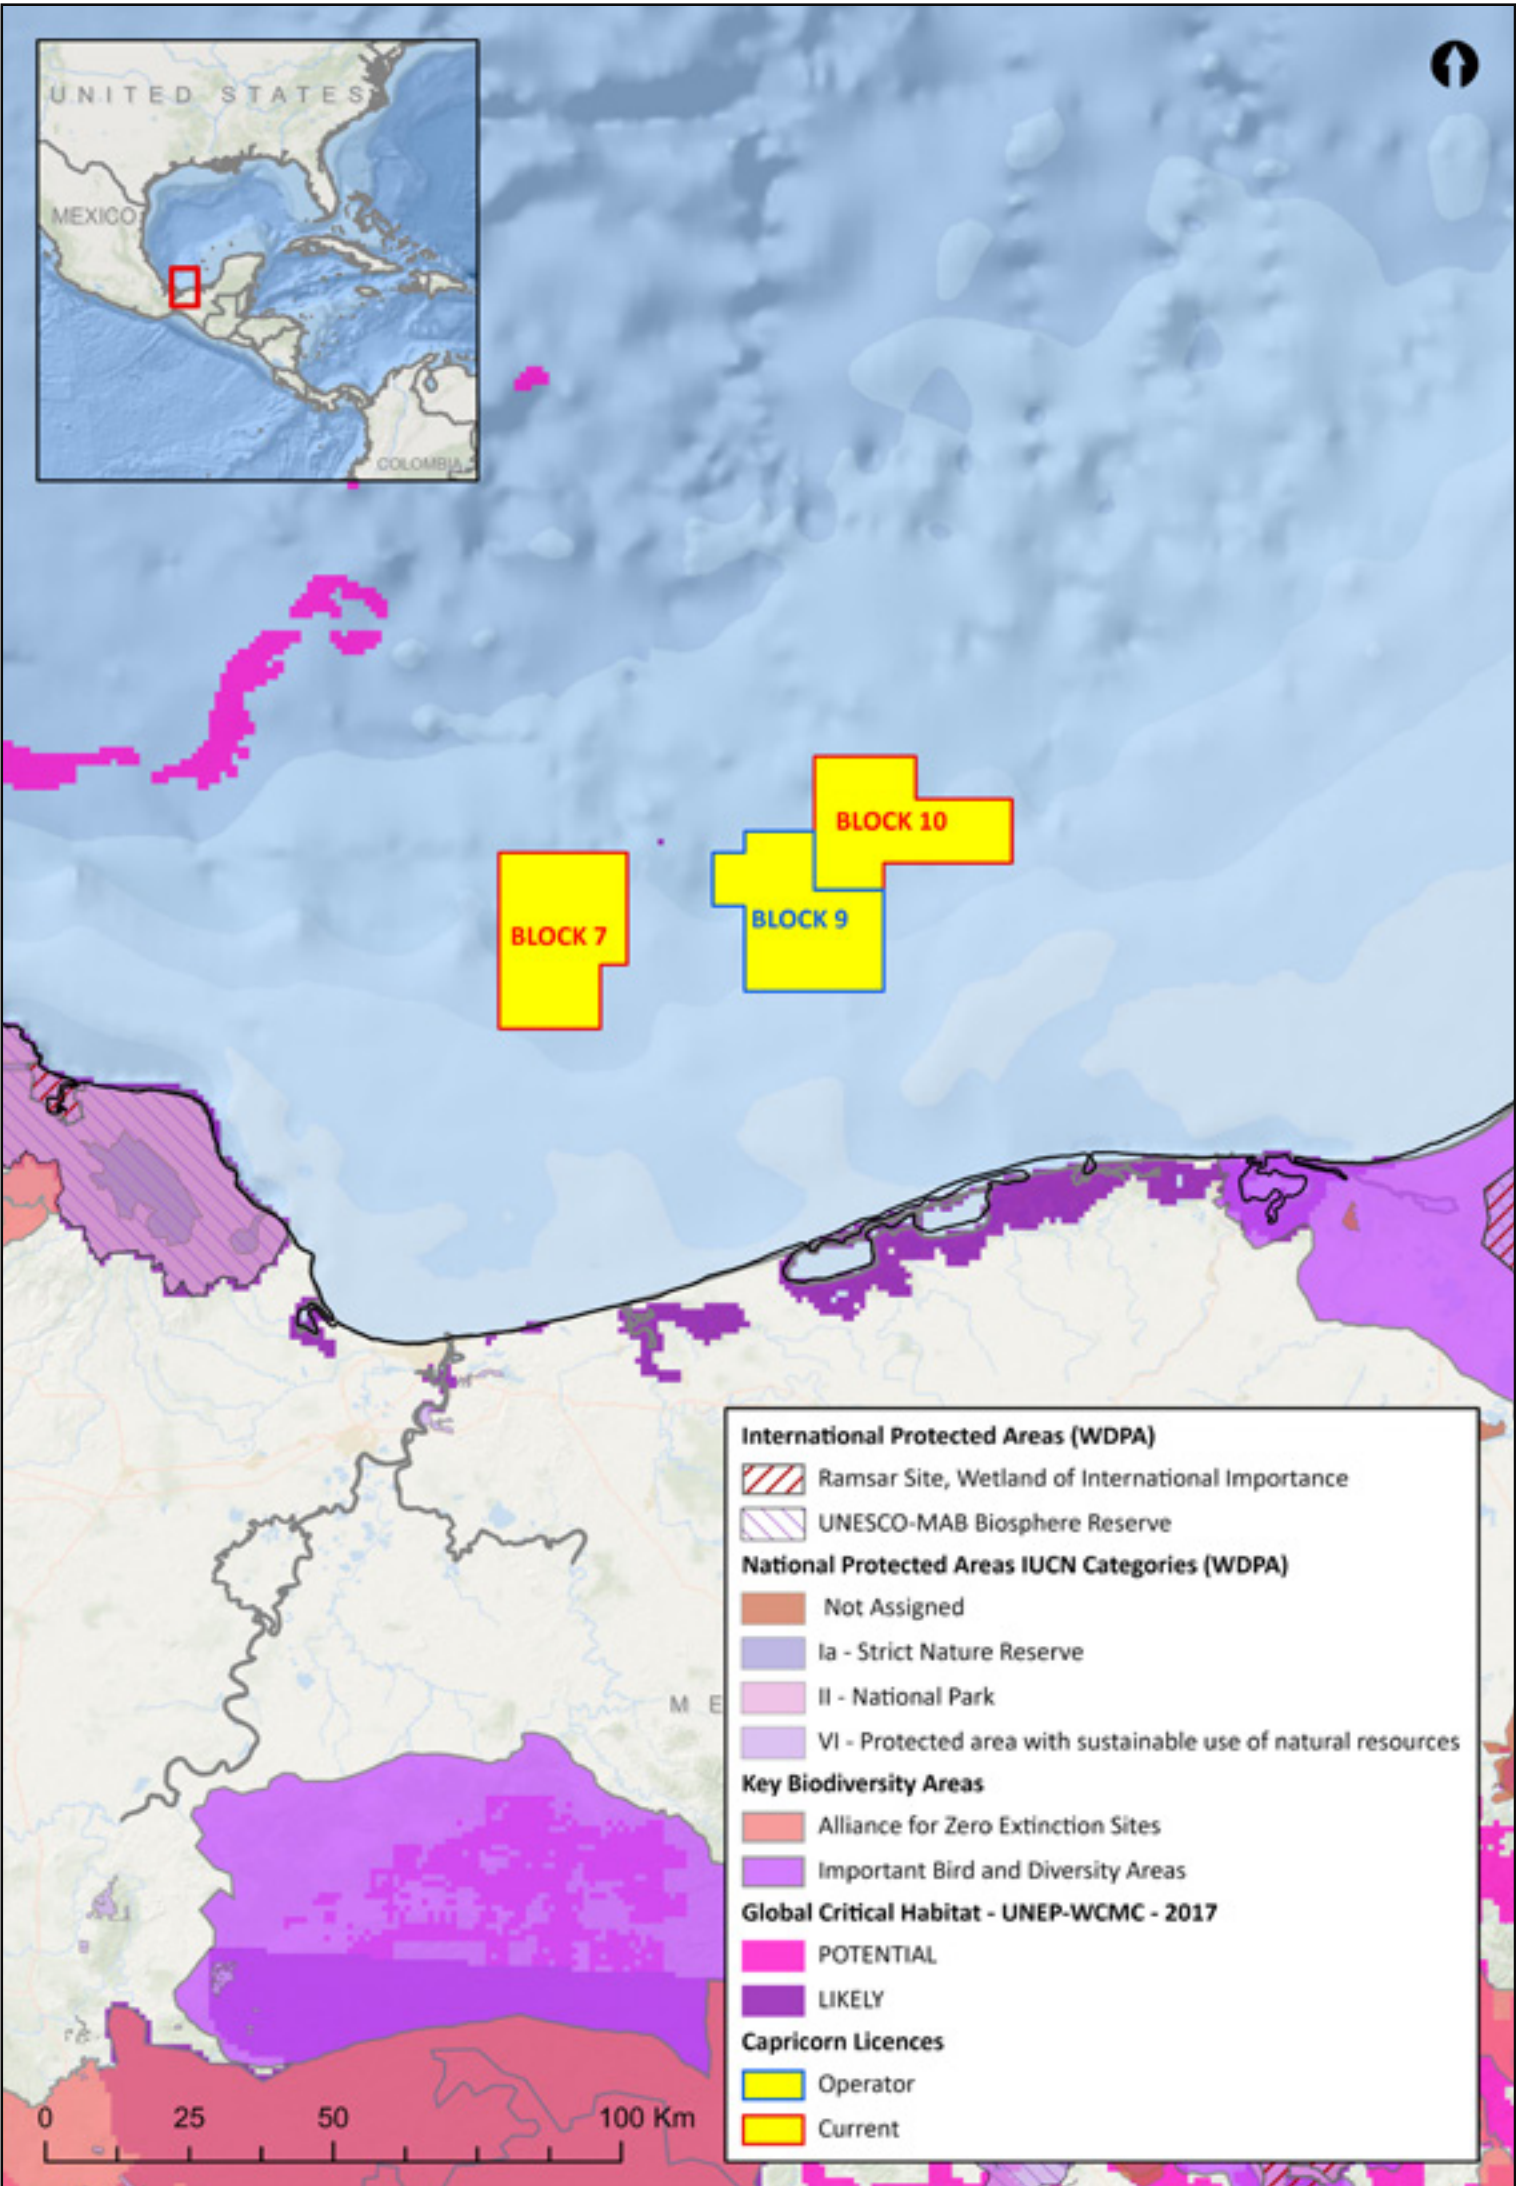 UNITED STATES
MEXICO
COLOMBIA
BLOCK 10
BLOCK 9
BLOCK 7
M E
International Protected Areas (WDPA)
Ramsar Site, Wetland of International Importance
UNESCO-MAB Biosphere Reserve
National Protected Areas IUCN Categories (WDPA)
Not Assigned
Ia - Strict Nature Reserve
II - National Park
VI - Protected area with sustainable use of natural resources
Key Biodiversity Areas
Alliance for Zero Extinction Sites
Important Bird and Diversity Areas
Global Critical Habitat - UNEP-WCMC - 2017
POTENTIAL
LIKELY
Capricorn Licences
Operator
Current
0 25 50 100 Km